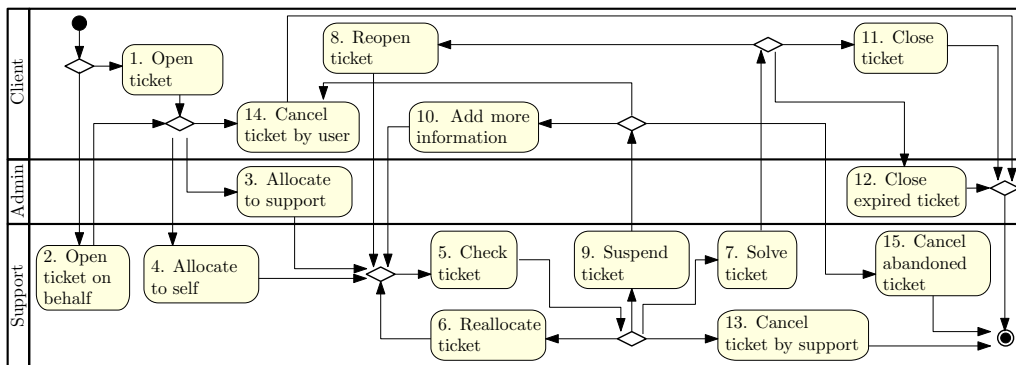 Client
Admin
Support
1. Open
ticket
2. Open
ticket on
behalf
3. Allocate
to support
4. Allocate
to self
5. Check
ticket
6. Reallocate
ticket
7. Solve
ticket
8. Reopen
ticket
9. Suspend
ticket
10. Add more
information
11. Close
ticket
12. Close
expired ticket
13. Cancel
ticket by support
14. Cancel
ticket by user
15. Cancel
abandoned
ticket